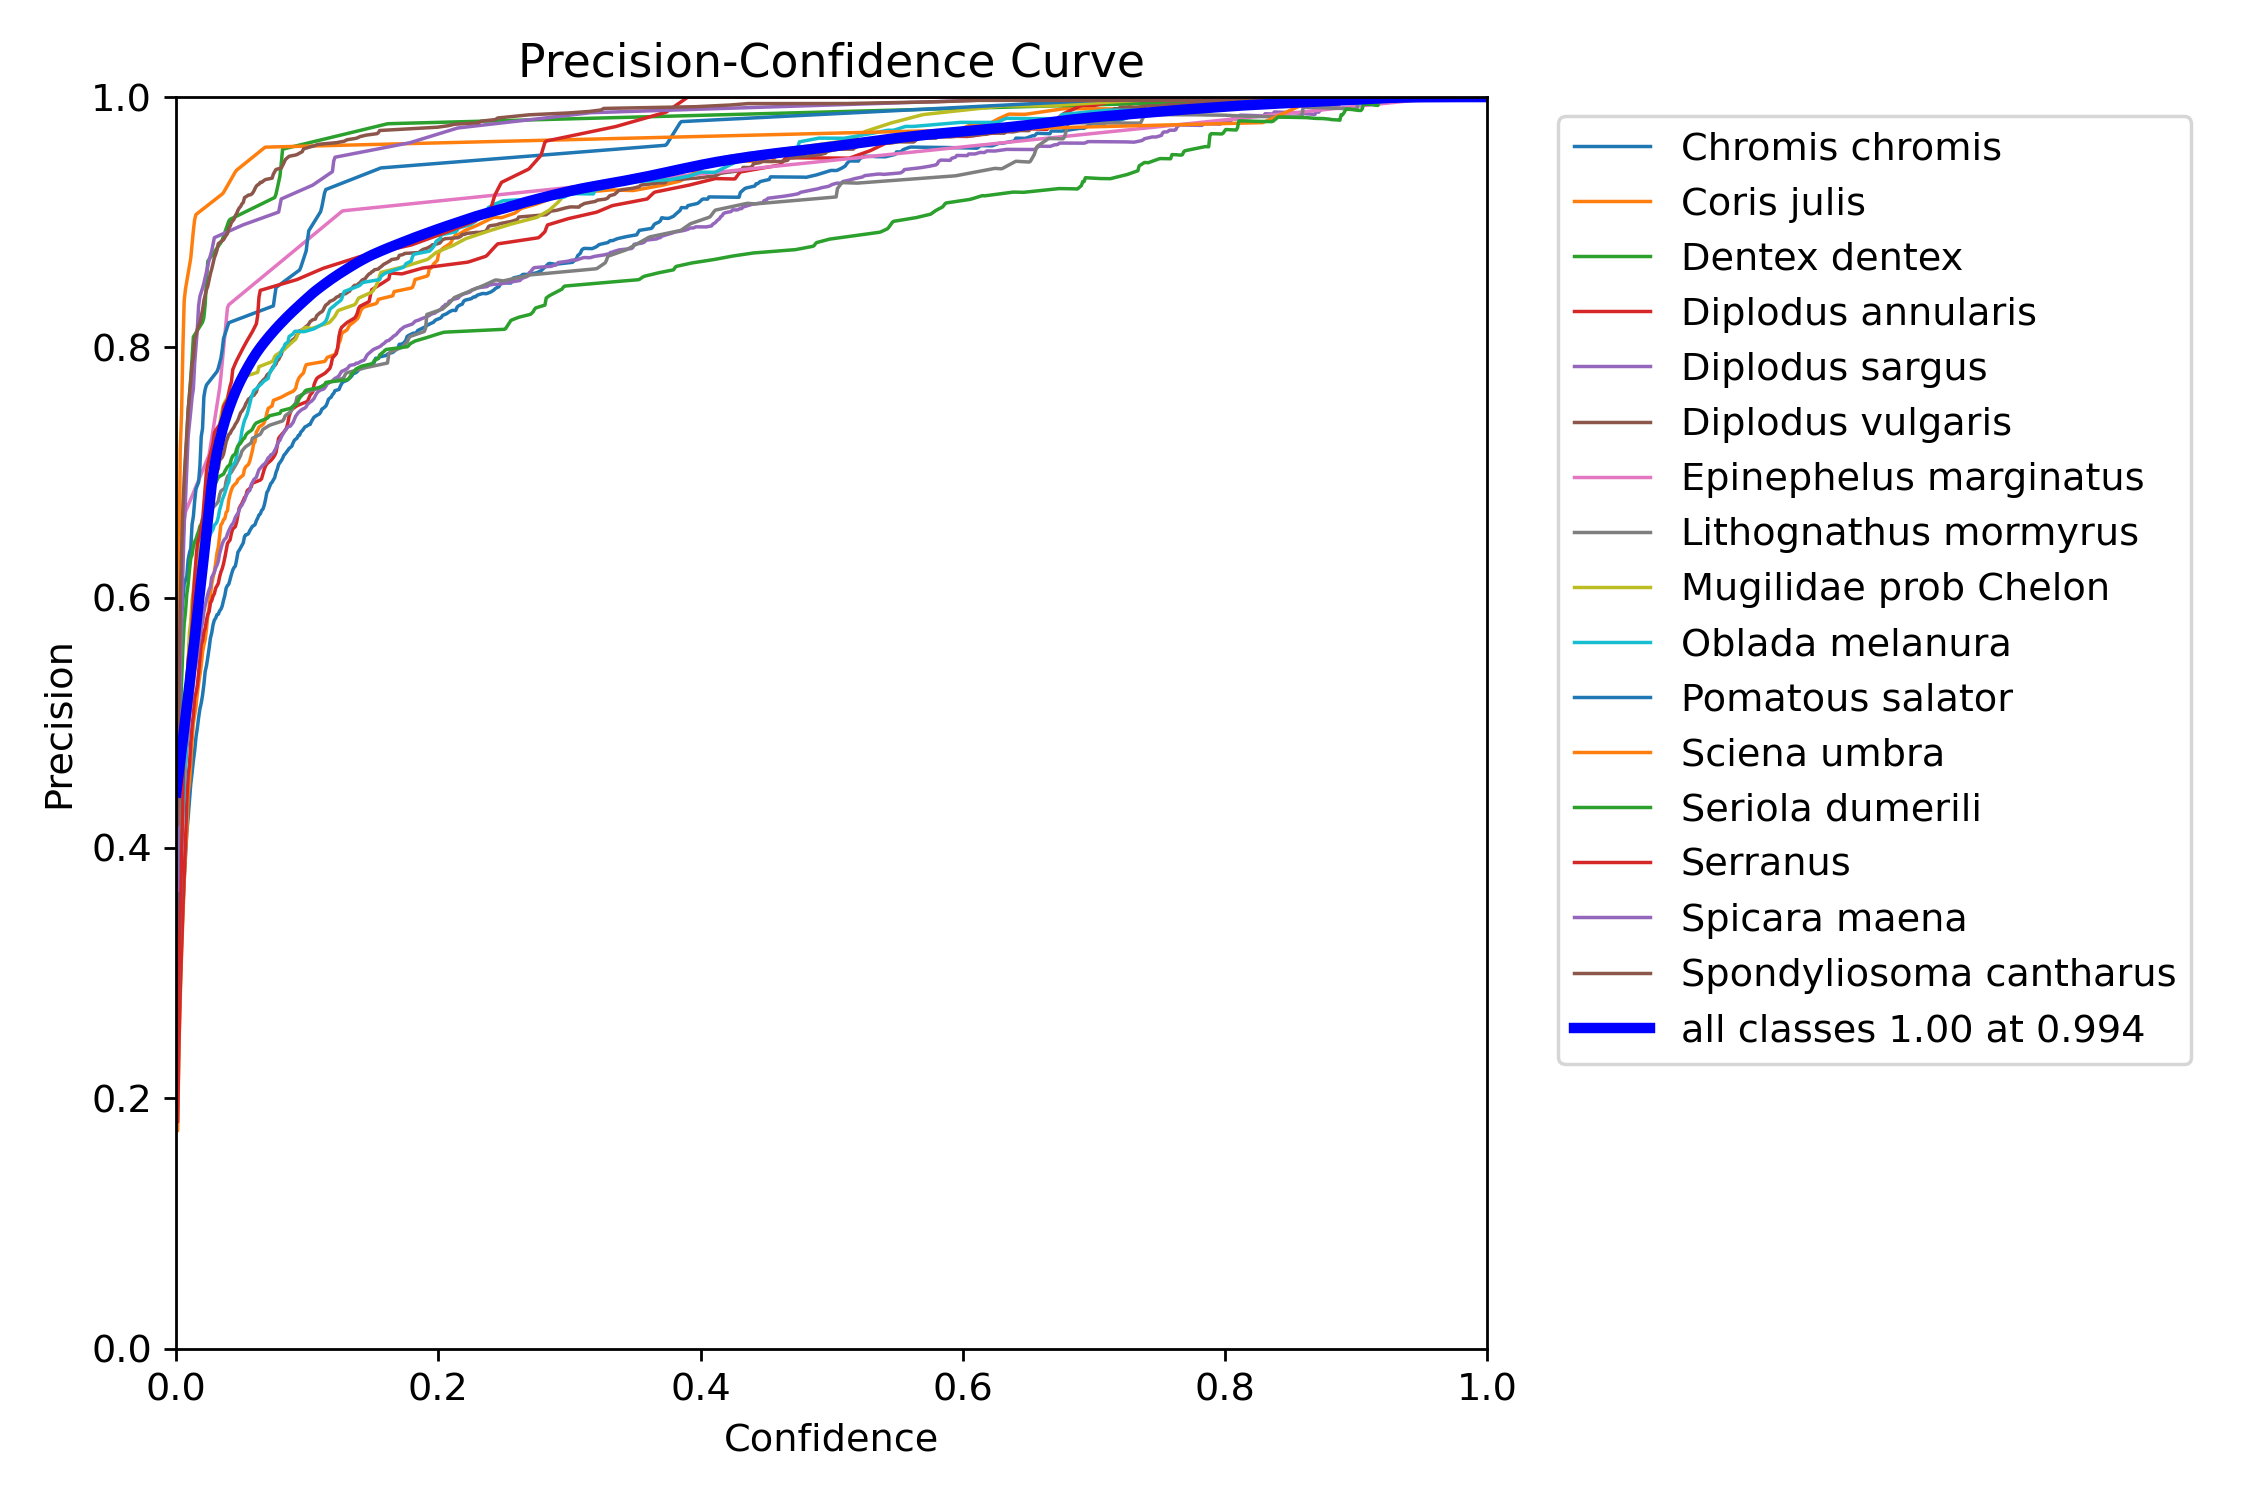 Precision-Confidence Curve
1.0
0.8
0.6
0.4
0.2
0.0
Precision
0.0 0.2 0.4 0.6 0.8 1.0
Confidence
Chromis chromis
Coris julis
Dentex dentex
Diplodus annularis
Diplodus sargus
Diplodus vulgaris
Epinephelus marginatus
Lithognathus mormyrus
Mugilidae prob Chelon
Oblada melanura
Pomatous salator
Sciena umbra
Seriola dumerili
Serranus
Spicara maena
Spondyliosoma cantharus
all classes 1.00 at 0.994